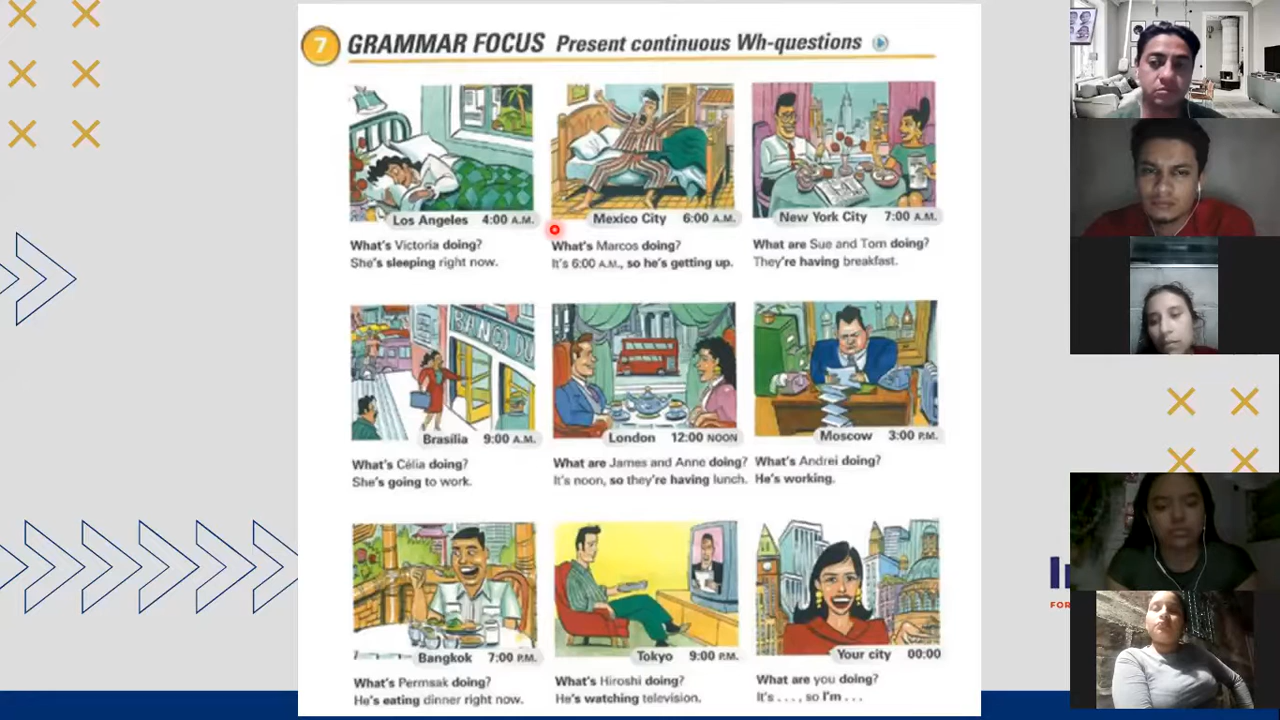 7 GRAMMAR FOCUS Present continuous Wh-questions
Los Angeles 4:00 A.M.
What's Victoria doing?
She's sleeping right now.
Mexico City 6:00 A.M.
What's Marcos doing?
It's 6:00 A.M., so he's getting up.
New York City 7:00 A.M.
What are Sue and Tom doing?
They're having breakfast.
BANCO DU
Brasília 9:00 A.M.
What's Célia doing?
She's going to work.
London 12:00 NOON
What are James and Anne doing?
It's noon, so they're having lunch.
Moscow 3:00 P.M.
What's Andrei doing?
He's working.
Bangkok 7:00 P.M.
What's Permsak doing?
He's eating dinner right now.
Tokyo 9:00 P.M.
What's Hiroshi doing?
He's watching television.
Your city 00:00
What are you doing?
It's . . . , so I'm . . .
FOR